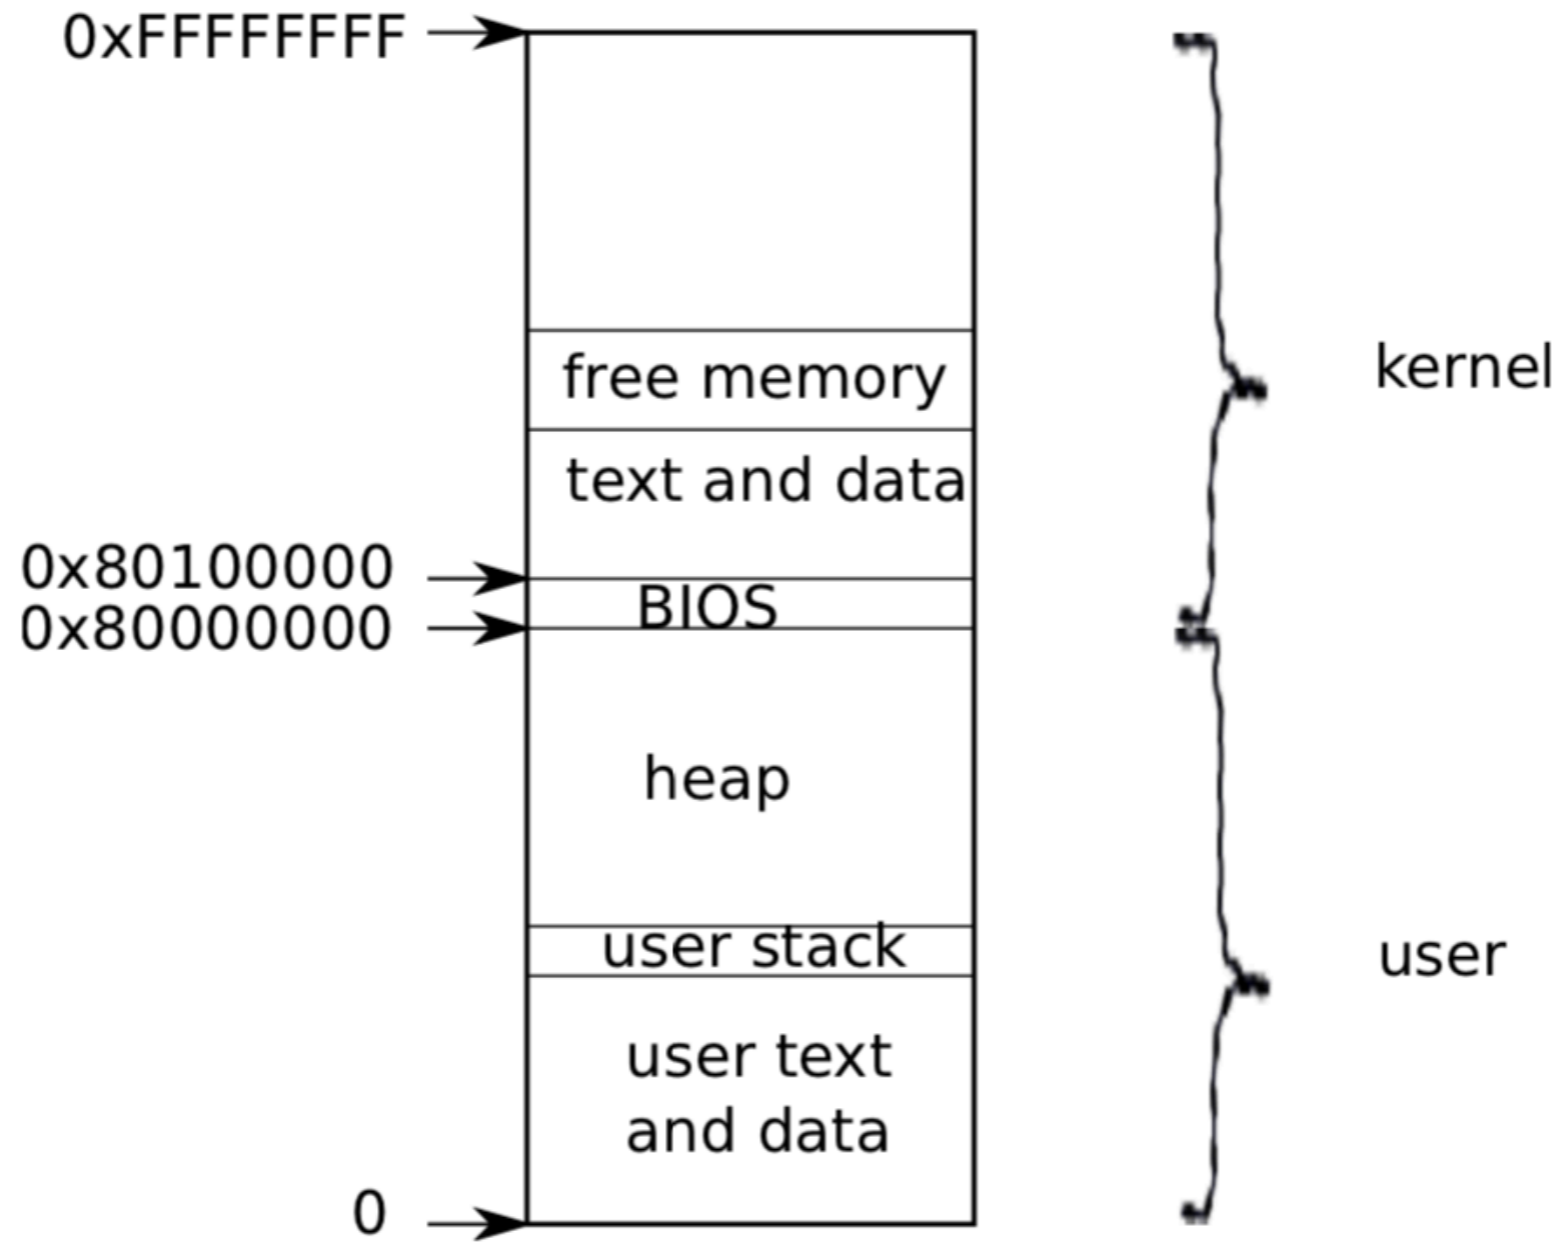 0xFFFFFFFF
free memory
kernel
text and data
0x80100000
BIOS
0x80000000
heap
user stack
user
user text
and data
0